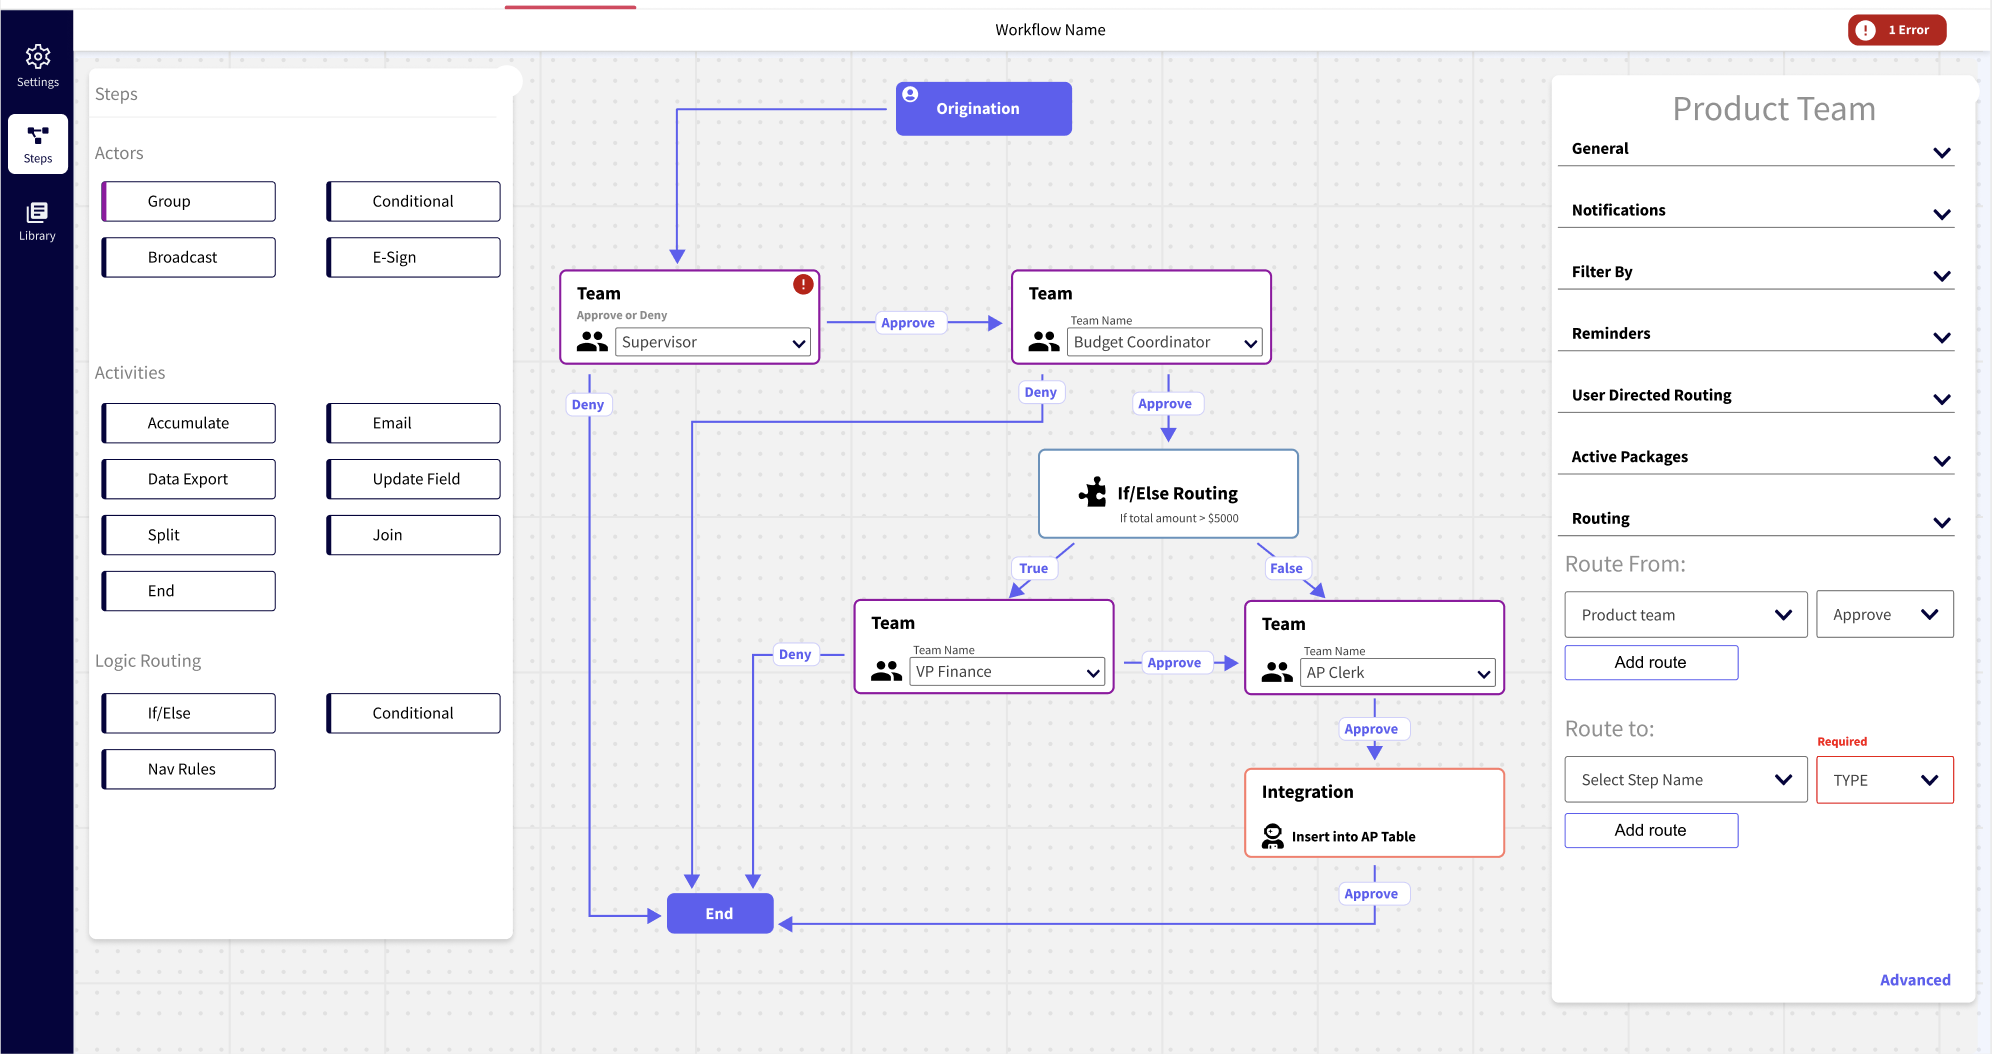 Workflow Name
1 Error
Settings
Steps
Library
Steps
Actors
Group
Conditional
Broadcast
E-Sign
Activities
Accumulate
Email
Data Export
Update Field
Split
Join
End
Logic Routing
If/Else
Conditional
Nav Rules
Origination
Team
Approve or Deny
Supervisor
Approve
Team
Team Name
Budget Coordinator
Deny
Deny
Approve
If/Else Routing
If total amount > $5000
True
False
Team
Team Name
VP Finance
Deny
Approve
Team
Team Name
AP Clerk
Approve
Integration
Insert into AP Table
Approve
End
Product Team
General
Notifications
Filter By
Reminders
User Directed Routing
Active Packages
Routing
Route From:
Product team
Approve
Add route
Route to:
Required
Select Step Name
TYPE
Add route
Advanced